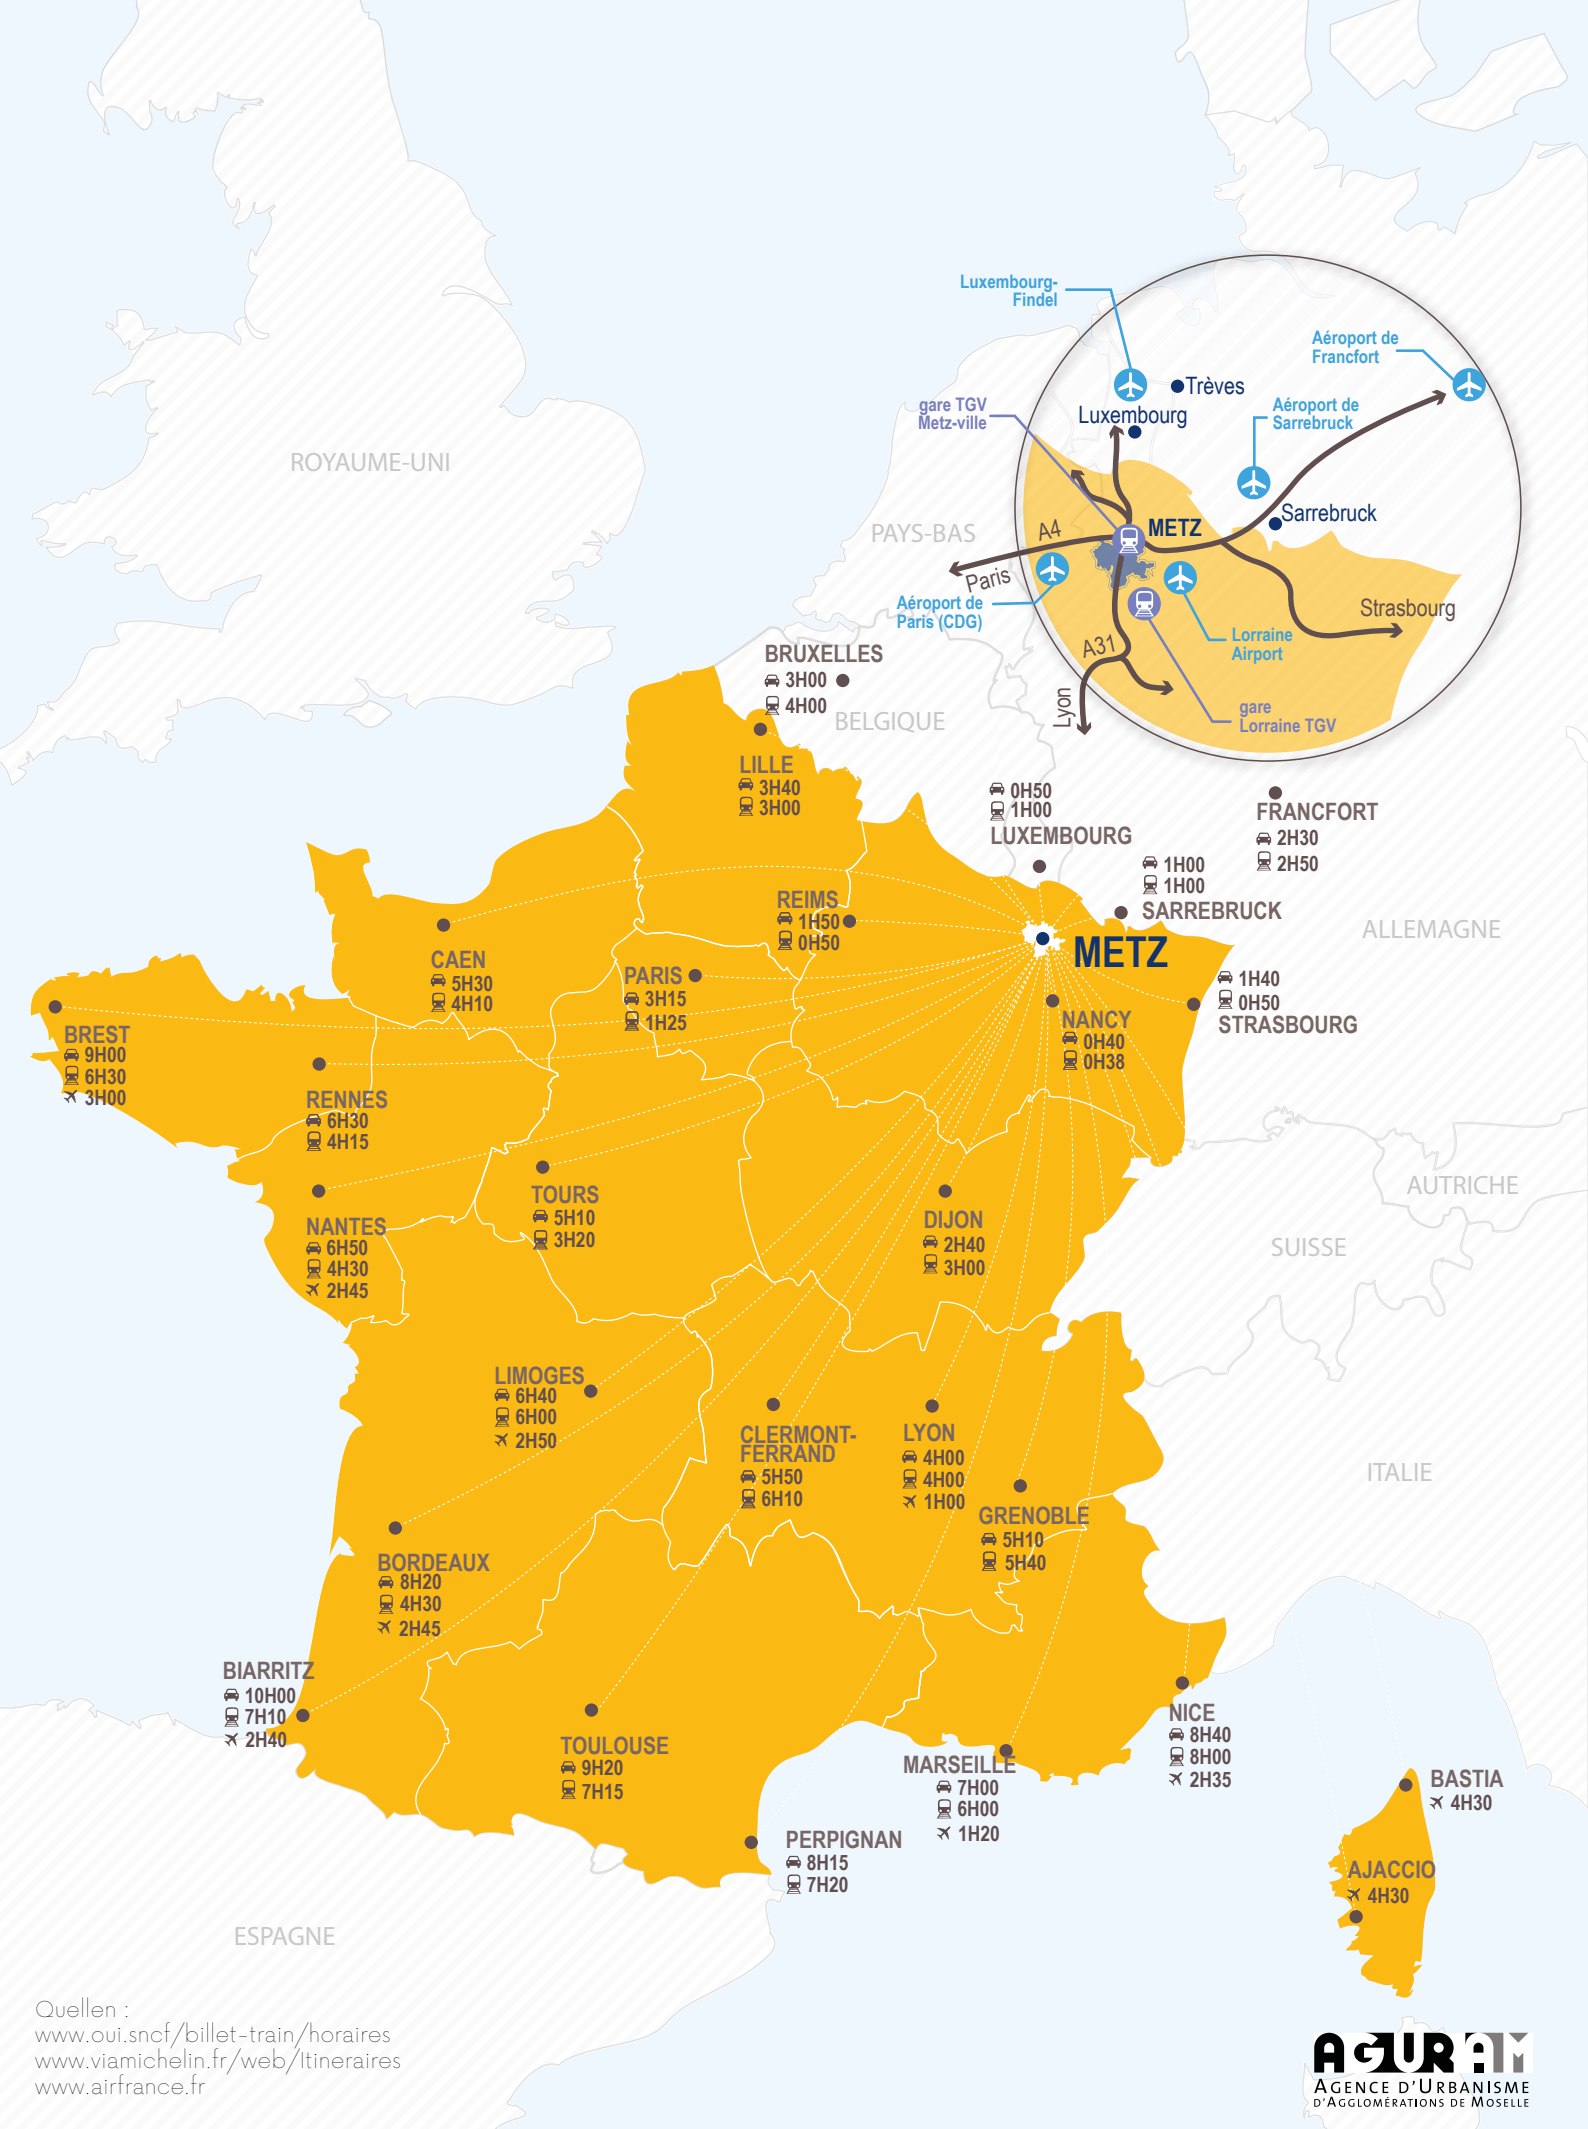 Luxembourg-
Findel
Aéroport de
Francfort
Trèves
gare TGV
Metz-ville
Luxembourg
Aéroport de
Sarrebruck
ROYAUME-UNI
PAYS-BAS
A4
METZ
Sarrebruck
Paris
Aéroport de
Paris (CDG)
Strasbourg
A31
Lorraine
Airport
Lyon
gare
Lorraine TGV
BRUXELLES
3H00
4H00
BELGIQUE
LILLE
3H40
3H00
0H50
1H00
LUXEMBOURG
FRANCFORT
2H30
2H50
1H00
1H00
SARREBRUCK
ALLEMAGNE
REIMS
1H50
0H50
METZ
CAEN
5H30
4H10
PARIS
3H15
1H25
1H40
0H50
STRASBOURG
NANCY
0H40
0H38
BREST
9H00
6H30
3H00
RENNES
6H30
4H15
TOURS
5H10
3H20
NANTES
6H50
4H30
2H45
DIJON
2H40
3H00
AUTRICHE
SUISSE
LIMOGES
6H40
6H00
2H50
CLERMONT-
FERRAND
5H50
6H10
LYON
4H00
4H00
1H00
ITALIE
GRENOBLE
5H10
5H40
BORDEAUX
8H20
4H30
2H45
BIARRITZ
10H00
7H10
2H40
TOULOUSE
9H20
7H15
NICE
8H40
8H00
2H35
MARSEILLE
7H00
6H00
1H20
BASTIA
4H30
PERPIGNAN
8H15
7H20
AJACCIO
4H30
ESPAGNE
Quellen :
www.oui.sncf/billet-train/horaires
www.viamichelin.fr/web/Itineraires
www.airfrance.fr
AGURAM
AGENCE D'URBANISME
D'AGGLOMÉRATIONS DE MOSELLE